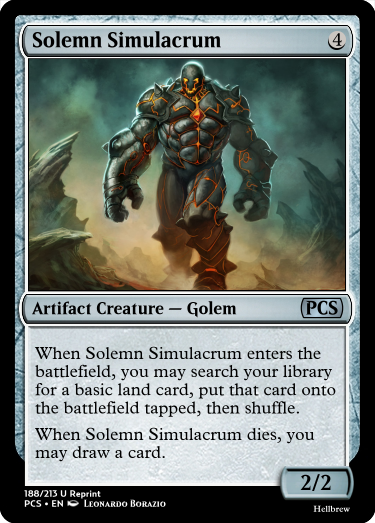 Solemn Simulacrum 4
Artifact Creature — Golem PCS
When Solemn Simulacrum enters the
battlefield, you may search your library
for a basic land card, put that card onto
the battlefield tapped, then shuffle.
When Solemn Simulacrum dies, you
may draw a card.
2/2
188/213 U Reprint
PCS • EN Leonardo Borazio
Hellbrew